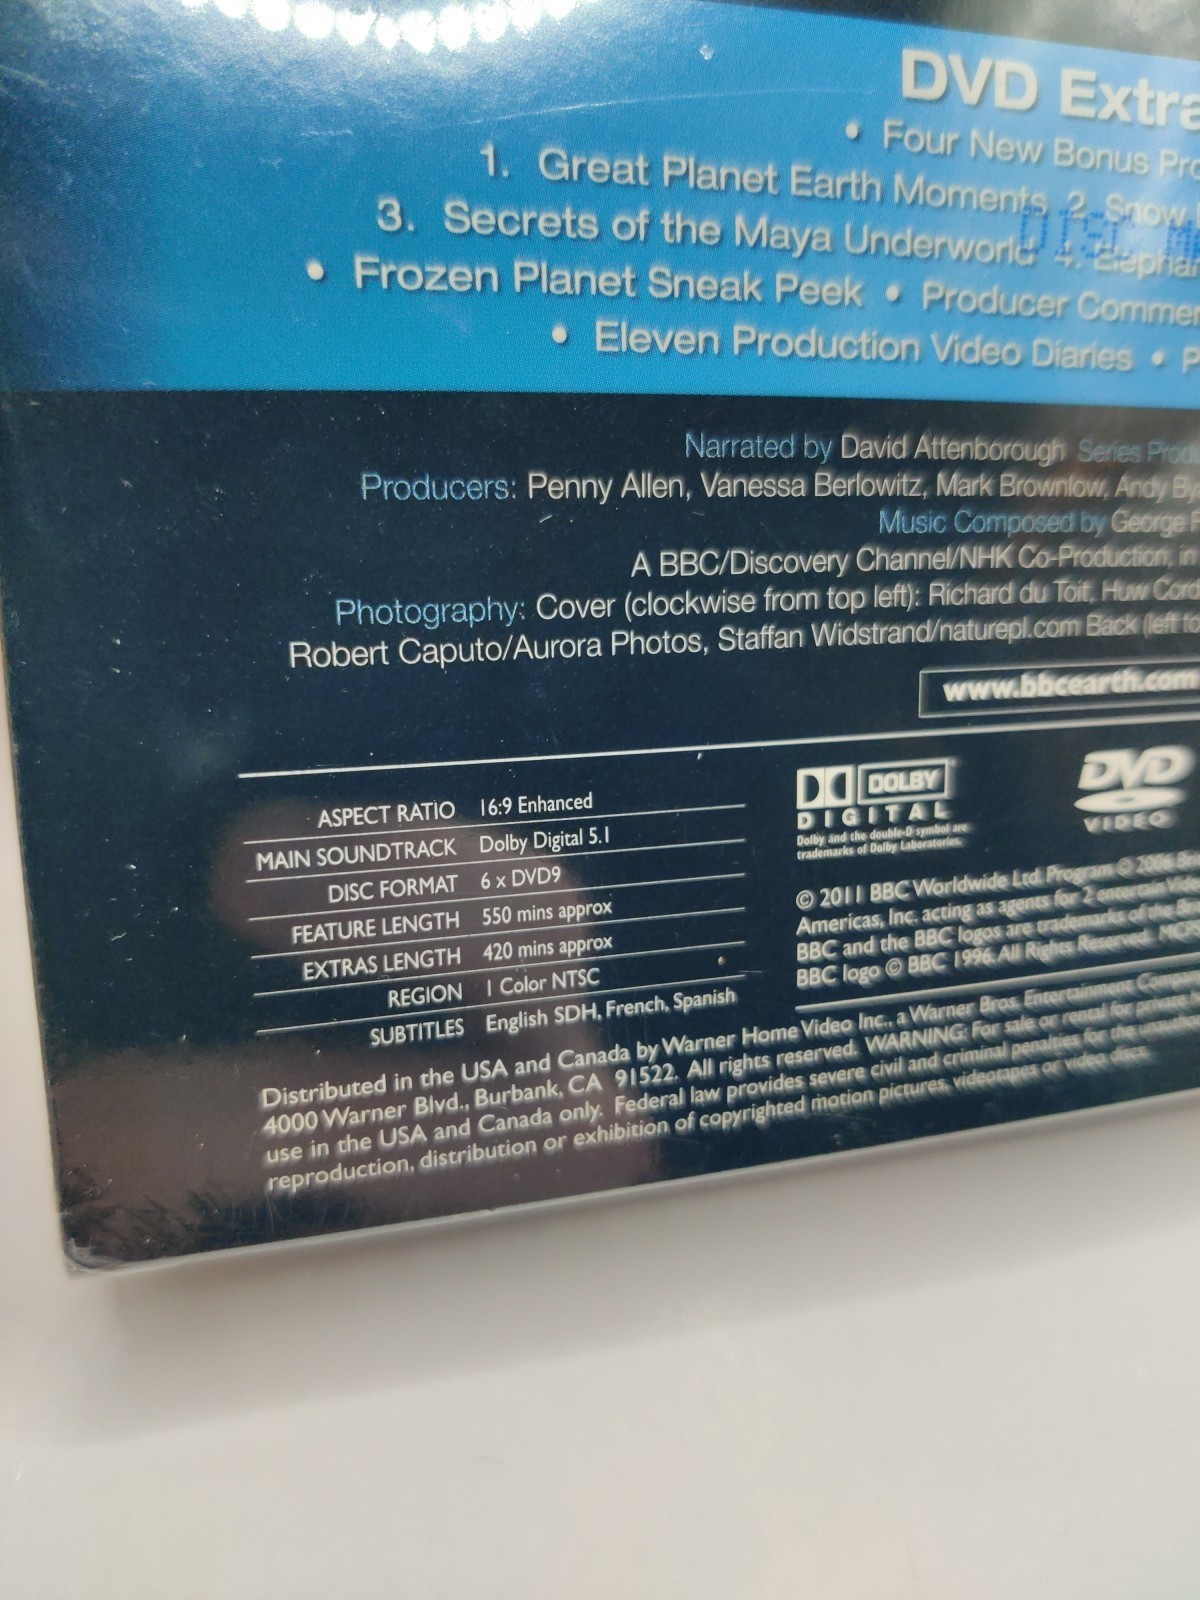 DVD Extra
• Four New Bonus
1. Great Planet Earth Moments 2. Snow
3. Secrets of the Maya Underworld 4.
• Frozen Planet Sneak Peek • Producer
• Eleven Production Video Diaries •
Narrated by David Attenborough Series
Producers: Penny Allen, Vanessa Berlowitz, Mark Brownlow, Andy
Music Composed by George
A BBC/Discovery Channel/NHK Co-Production, in
Photography: Cover (clockwise from top left): Richard du Toit, Huw
Robert Caputo/Aurora Photos, Staffan Widstrand/naturepl.com Back (left to
www.bbcearth.com
ASPECT RATIO 16:9 Enhanced
MAIN SOUNDTRACK Dolby Digital 5.1
DISC FORMAT 6 x DVD9
FEATURE LENGTH 550 mins approx
EXTRAS LENGTH 420 mins approx
REGION 1 Color NTSC
SUBTITLES English SDH, French, Spanish
DOLBY
DIGITAL
Dolby and the double-D symbol are
trademarks of Dolby Laboratories.
DVD
VIDEO
© 2011 BBC Worldwide Ltd. Program © 2006
Americas, Inc. acting as agents for 2 entertain
BBC and the BBC logos are trademarks of the
BBC logo © BBC 1996. All Rights Reserved.
Distributed in the USA and Canada by Warner Home Video Inc., a Warner Bros. Entertainment
4000 Warner Blvd., Burbank, CA 91522. All rights reserved. WARNING: For sale or rental for private
use in the USA and Canada only. Federal law provides severe civil and criminal penalties for the
reproduction, distribution or exhibition of copyrighted motion pictures, videotapes or video discs.